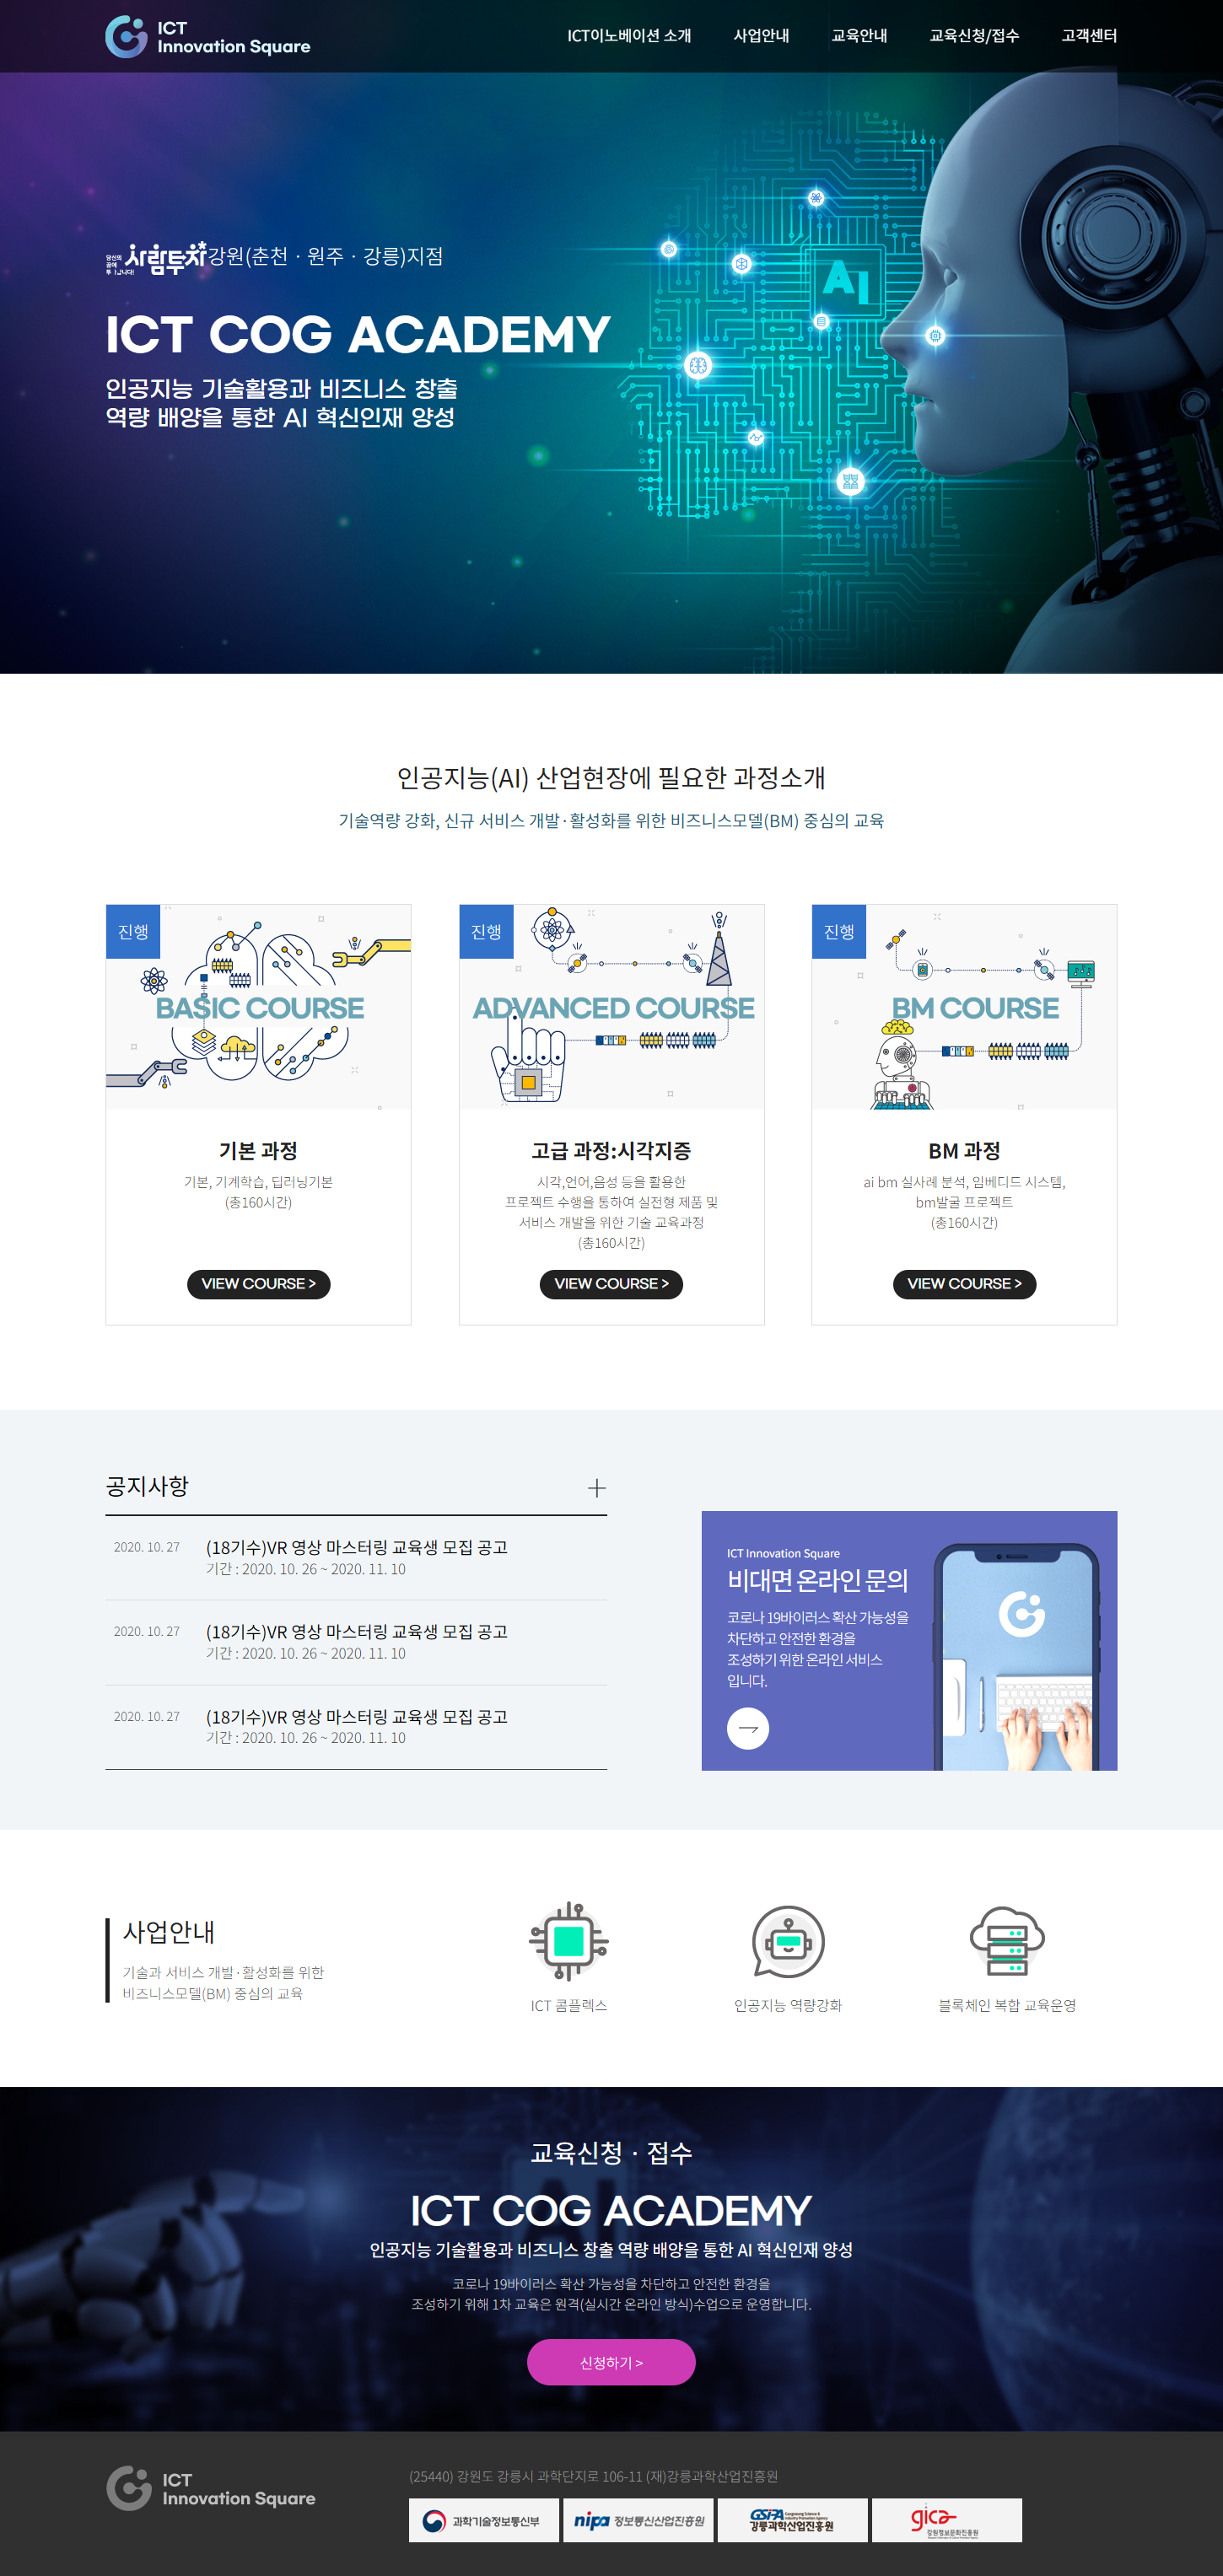 ICT
Innovation Square
ICT이노베이션 소개
사업안내
교육안내
교육신청/접수
고객센터
사람투자
강원(춘천 · 원주 · 강릉)지점
ICT COG ACADEMY
인공지능 기술활용과 비즈니스 창출
역량 배양을 통한 AI 혁신인재 양성
AI
인공지능(AI) 산업현장에 필요한 과정소개
기술역량 강화, 신규 서비스 개발·활성화를 위한 비즈니스모델(BM) 중심의 교육
진행
BASIC COURSE
기본 과정
기본, 기계학습, 딥러닝기본
(총160시간)
VIEW COURSE >
진행
ADVANCED COURSE
고급 과정:시각지증
시각,언어,음성 등을 활용한
프로젝트 수행을 통하여 실전형 제품 및
서비스 개발을 위한 기술 교육과정
(총160시간)
VIEW COURSE >
진행
BM COURSE
BM 과정
ai bm 실사례 분석, 임베디드 시스템,
bm발굴 프로젝트
(총160시간)
VIEW COURSE >
공지사항
2020. 10. 27
(18기수)VR 영상 마스터링 교육생 모집 공고
기간 : 2020. 10. 26 ~ 2020. 11. 10
2020. 10. 27
(18기수)VR 영상 마스터링 교육생 모집 공고
기간 : 2020. 10. 26 ~ 2020. 11. 10
2020. 10. 27
(18기수)VR 영상 마스터링 교육생 모집 공고
기간 : 2020. 10. 26 ~ 2020. 11. 10
ICT Innovation Square
비대면 온라인 문의
코로나 19바이러스 확산 가능성을
차단하고 안전한 환경을
조성하기 위한 온라인 서비스
입니다.
사업안내
기술과 서비스 개발·활성화를 위한
비즈니스모델(BM) 중심의 교육
ICT 콤플렉스
인공지능 역량강화
블록체인 복합 교육운영
교육신청 · 접수
ICT COG ACADEMY
인공지능 기술활용과 비즈니스 창출 역량 배양을 통한 AI 혁신인재 양성
코로나 19바이러스 확산 가능성을 차단하고 안전한 환경을
조성하기 위해 1차 교육은 원격(실시간 온라인 방식)수업으로 운영합니다.
신청하기 >
ICT
Innovation Square
(25440) 강원도 강릉시 과학단지로 106-11 (재)강릉과학산업진흥원
과학기술정보통신부
nipa 정보통신산업진흥원
GSIPA
강릉과학산업진흥원
gica
강원정보문화진흥원